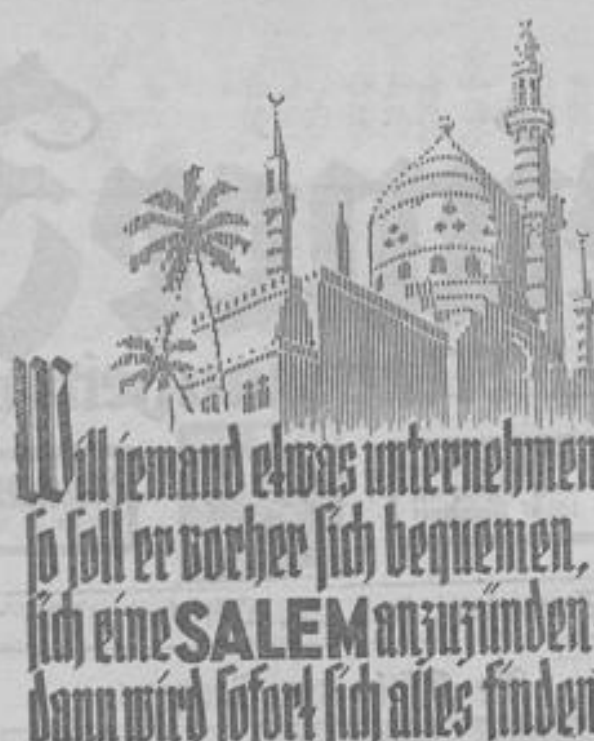 Will jemand etwas unternehmen
so soll er vorher sich bequemen,
sich eine SALEM anzuzünden
dann wird sofort sich alles finden